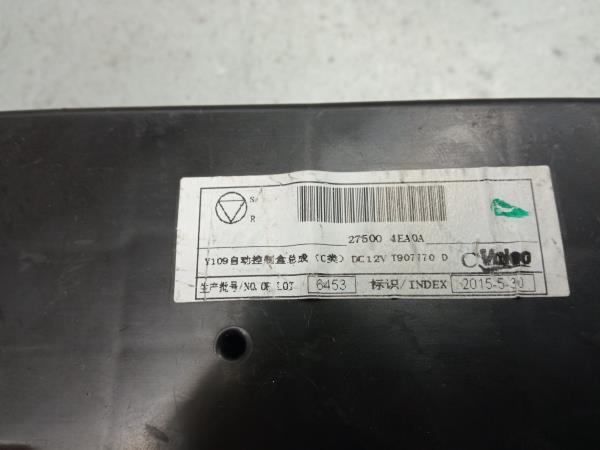 S/
R
27500 4EA0A
Y109自动控制盒总成 (C类) DC12V T907770 D
Valeo
生产批号/NO.OF LOT 6453 标识/INDEX 2015-5-30